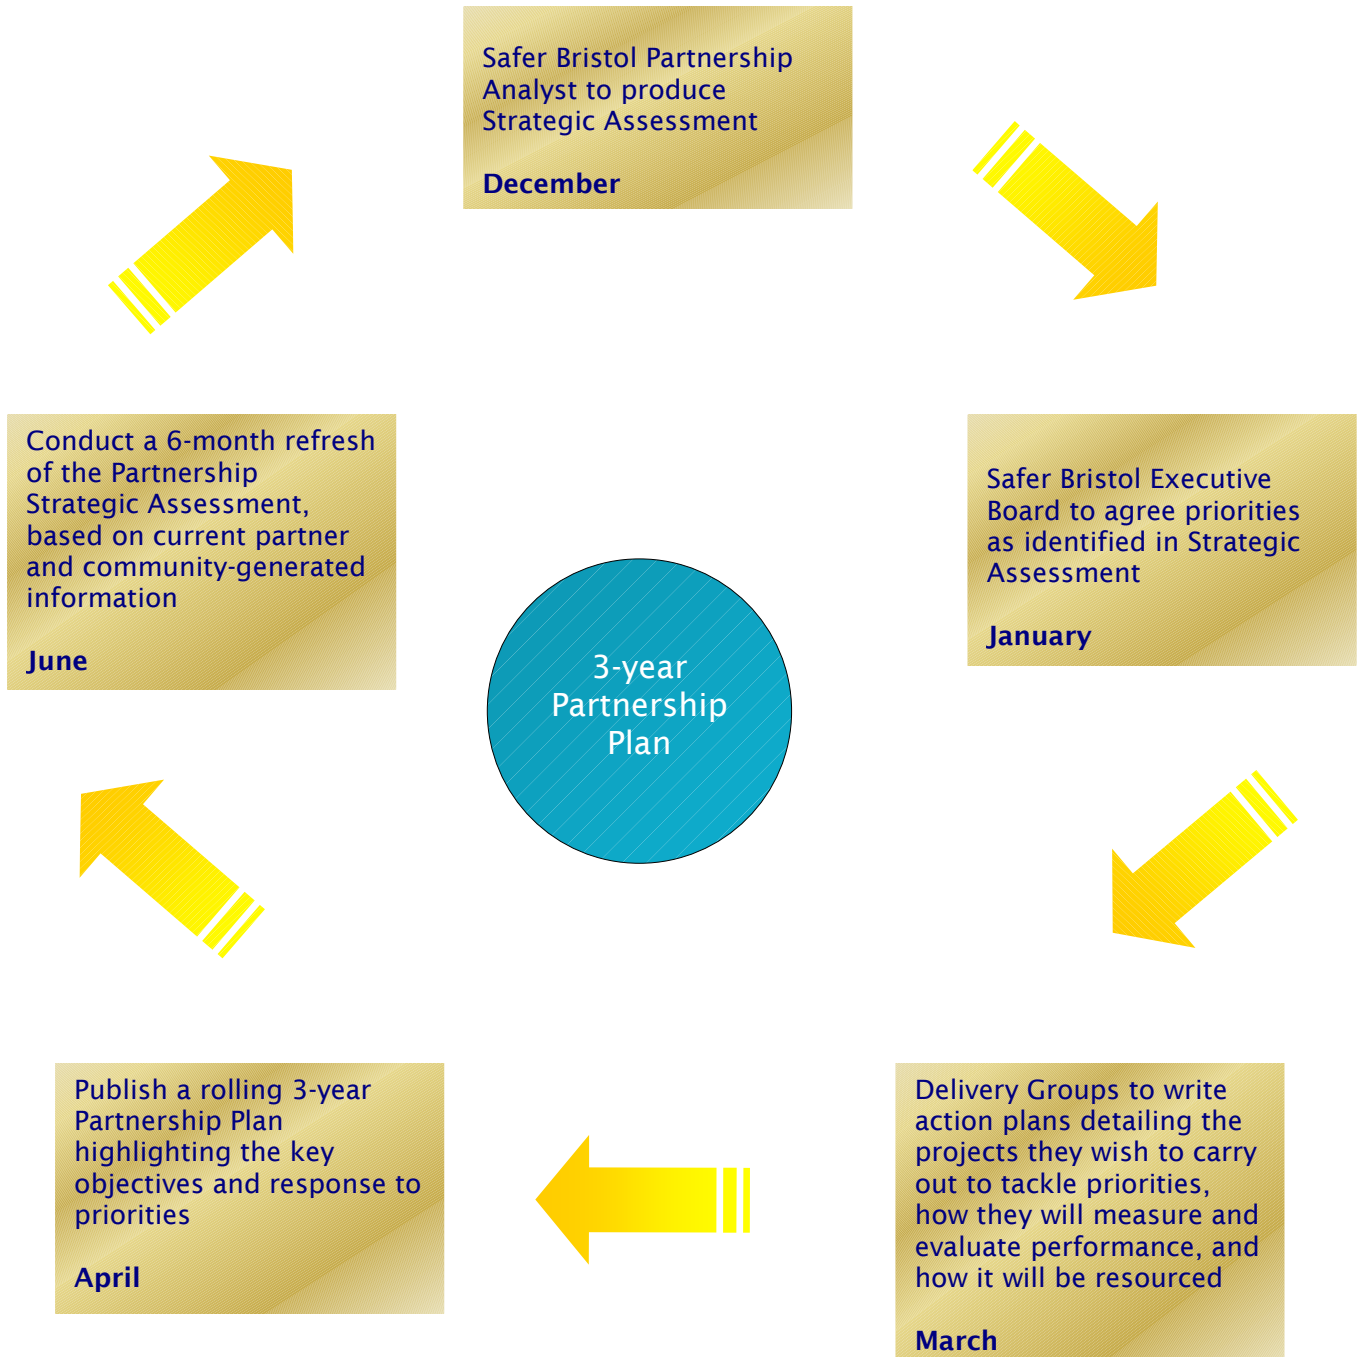 Safer Bristol Partnership
Analyst to produce
Strategic Assessment
December
Safer Bristol Executive
Board to agree priorities
as identified in Strategic
Assessment
January
Delivery Groups to write
action plans detailing the
projects they wish to carry
out to tackle priorities,
how they will measure and
evaluate performance, and
how it will be resourced
March
Publish a rolling 3-year
Partnership Plan
highlighting the key
objectives and response to
priorities
April
Conduct a 6-month refresh
of the Partnership
Strategic Assessment,
based on current partner
and community-generated
information
June
3-year
Partnership
Plan